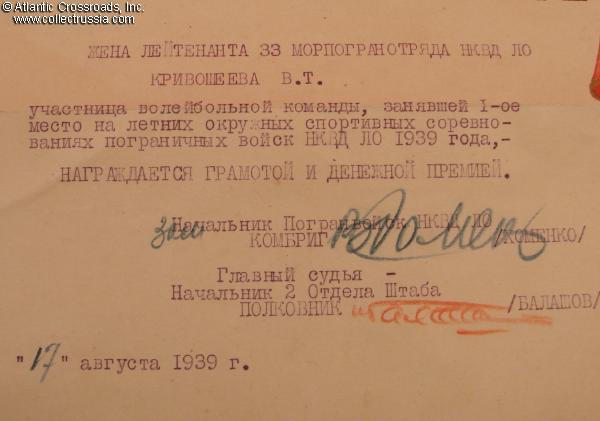 © Atlantic Crossroads, Inc.
www.collectrussia.com
ЖЕНА ЛЕЙТЕНАНТА 33 МОРПОГРАНОТРЯДА НКВД ЛО
КРИВОШЕЕВА В.Т.
участница волейбольной команды, занявшей I-ое
место на летних окружных спортивных соревно-
ваниях пограничных войск НКВД ЛО 1939 года,-
НАГРАЖДАЕТСЯ ГРАМОТОЙ И ДЕНЕЖНОЙ ПРЕМИЕЙ.
зам Начальник Погранвойск НКВД ЛО
КОМБРИГ /ХОМЕНКО/
Главный судья -
Начальник 2 Отдела Штаба
ПОЛКОВНИК /БАЛАШОВ/
"17" августа 1939 г.